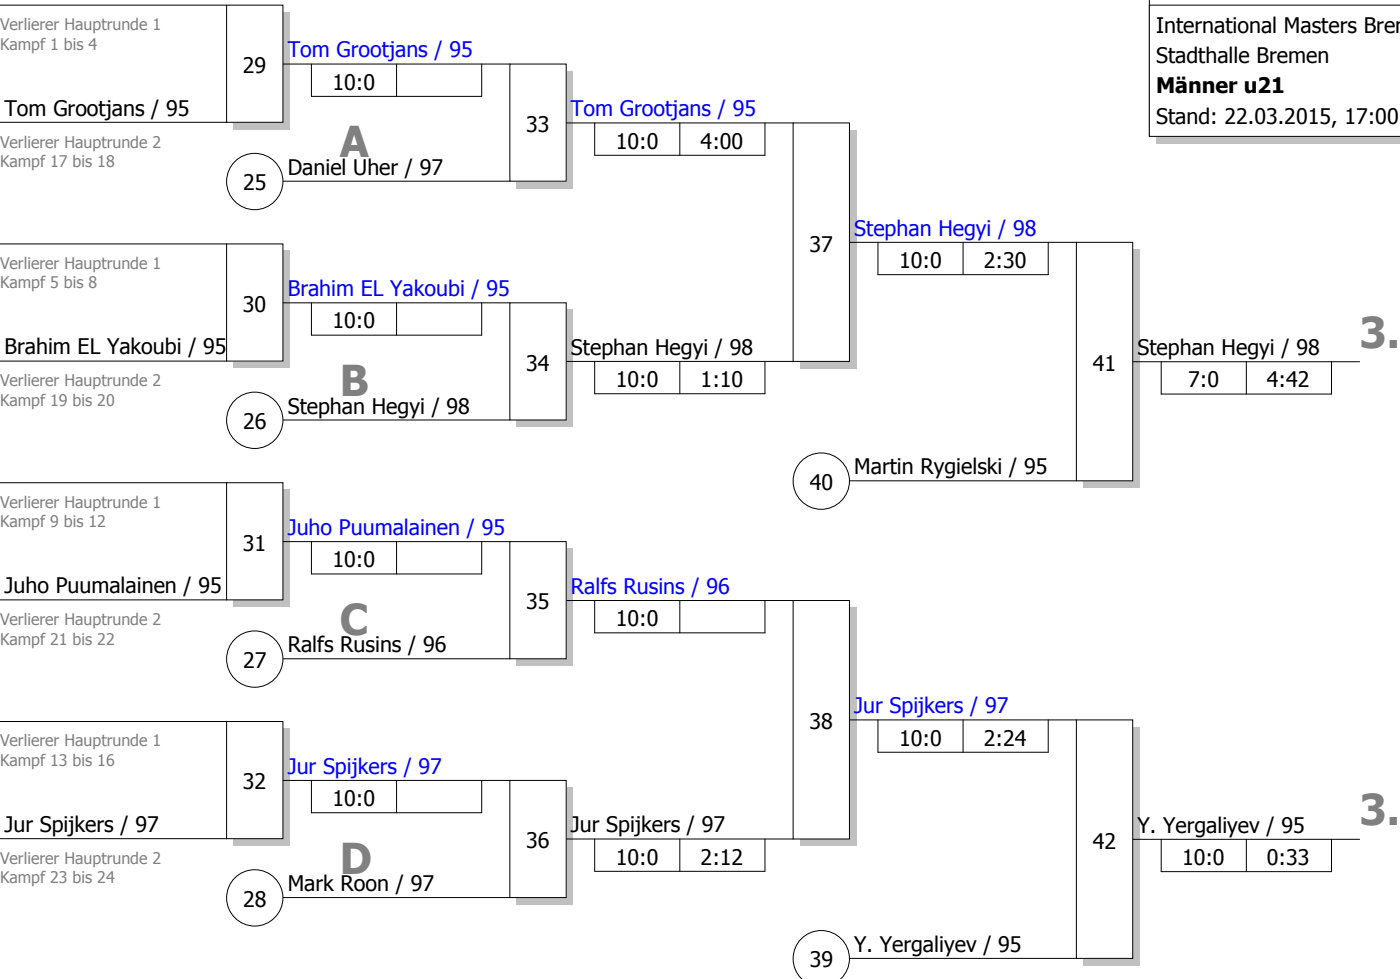 International Masters Brem
Stadthalle Bremen
Männer u21
Stand: 22.03.2015, 17:00
Verlierer Hauptrunde 1
Kampf 1 bis 4
29
Tom Grootjans / 95
10:0
Tom Grootjans / 95
Verlierer Hauptrunde 2
Kampf 17 bis 18
A
25
Daniel Uher / 97
33
Tom Grootjans / 95
10:0 4:00
Verlierer Hauptrunde 1
Kampf 5 bis 8
30
Brahim EL Yakoubi / 95
10:0
Brahim EL Yakoubi / 95
Verlierer Hauptrunde 2
Kampf 19 bis 20
B
26
Stephan Hegyi / 98
34
Stephan Hegyi / 98
10:0 1:10
37
Stephan Hegyi / 98
10:0 2:30
40
Martin Rygielski / 95
41
Stephan Hegyi / 98
7:0 4:42
3.
Verlierer Hauptrunde 1
Kampf 9 bis 12
31
Juho Puumalainen / 95
10:0
Juho Puumalainen / 95
Verlierer Hauptrunde 2
Kampf 21 bis 22
C
27
Ralfs Rusins / 96
35
Ralfs Rusins / 96
10:0
Verlierer Hauptrunde 1
Kampf 13 bis 16
32
Jur Spijkers / 97
10:0
Jur Spijkers / 97
Verlierer Hauptrunde 2
Kampf 23 bis 24
D
28
Mark Roon / 97
36
Jur Spijkers / 97
10:0 2:12
38
Jur Spijkers / 97
10:0 2:24
39
Y. Yergaliyev / 95
42
Y. Yergaliyev / 95
10:0 0:33
3.